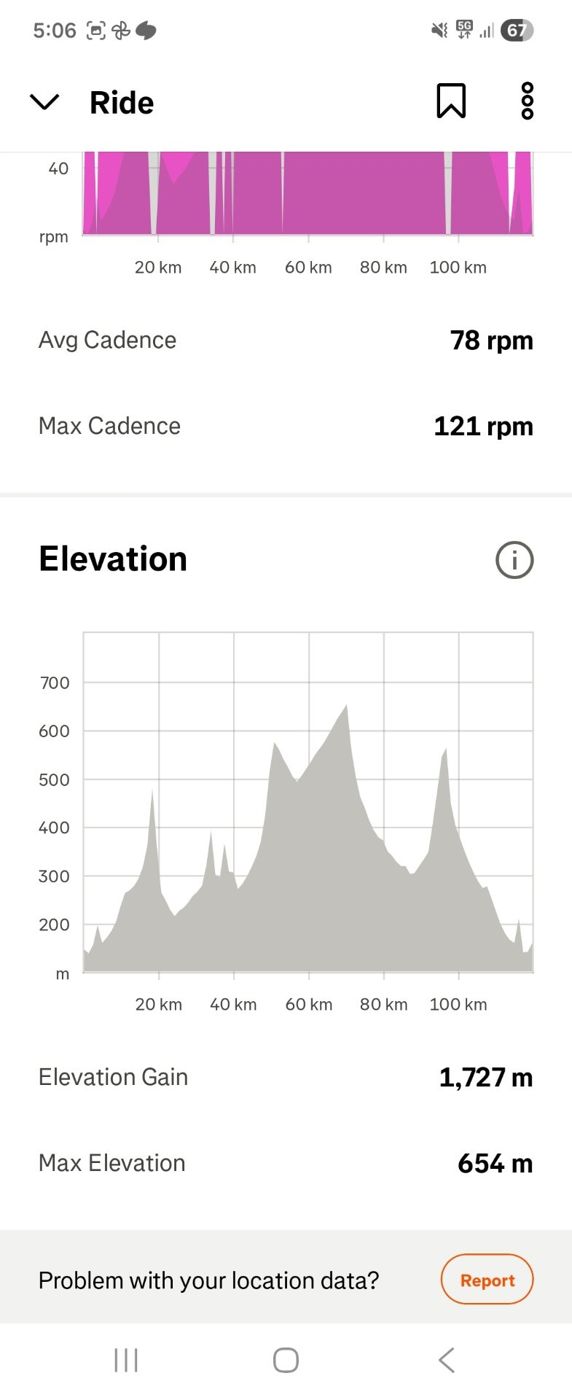 5:06
5G
67
Ride
40
rpm
20 km 40 km 60 km 80 km 100 km
Avg Cadence 78 rpm
Max Cadence 121 rpm
Elevation
i
700
600
500
400
300
200
m
20 km 40 km 60 km 80 km 100 km
Elevation Gain 1,727 m
Max Elevation 654 m
Problem with your location data? Report